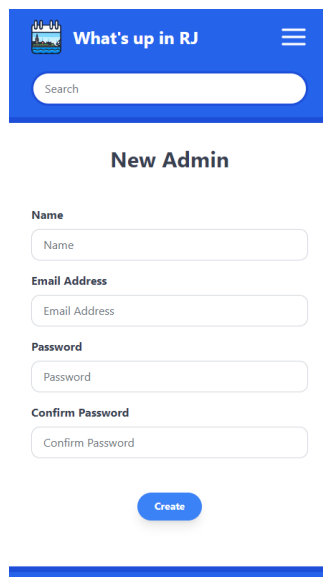 What's up in RJ
Search
New Admin
Name
Name
Email Address
Email Address
Password
Password
Confirm Password
Confirm Password
Create